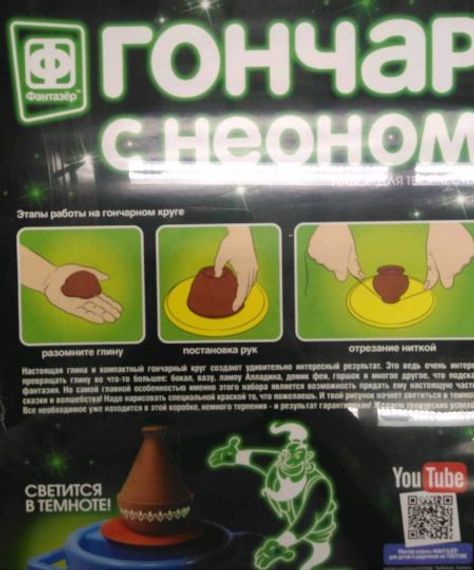 ГОНЧАР
Фантазёр™
с неоном
Этапы работы на гончарном круге
разомните глину
постановка рук
отрезание ниткой
Настоящая глина и компактный гончарный круг создают удивительно интересный результат. Это ведь очень интер
превращать глину во что-то большее: бокал, вазу, лампу Алладина, домик феи, горшок и многое другое, что подска
фантазия. Но самой главной особенностью именно этого набора является возможность придать ему настоящую част
сказки и волшебства! Надо нарисовать специальной краской то, что пожелаешь. И твой рисунок начнет светиться в темно
Все необходимое уже находится в этой коробке, немного терпения - и результат гарантирован!
СВЕТИТСЯ
В ТЕМНОТЕ!
YouTube